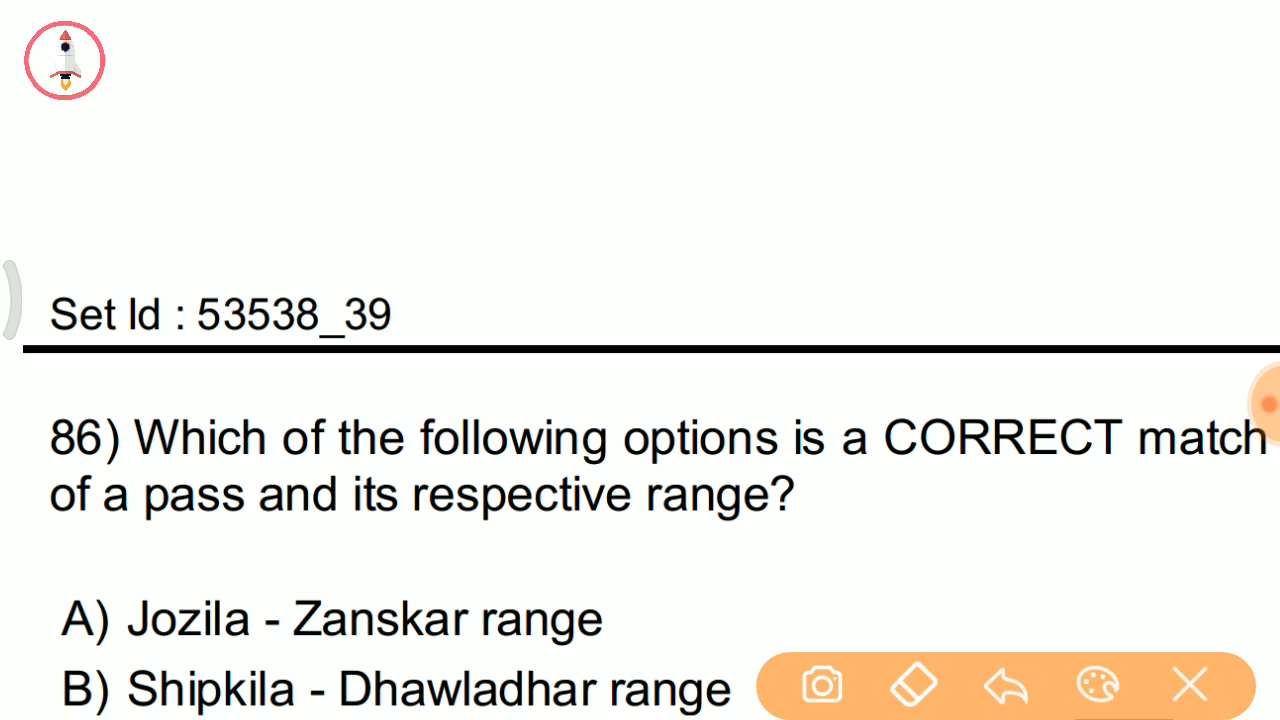 Set Id : 53538_39
86) Which of the following options is a CORRECT match
of a pass and its respective range?
A) Jozila - Zanskar range
B) Shipkila - Dhawladhar range